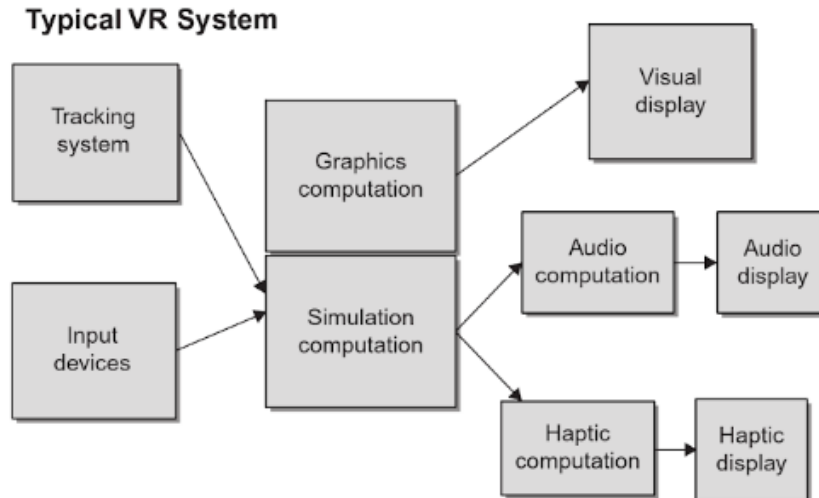 Typical VR System
Tracking
system
Graphics
computation
Visual
display
Input
devices
Simulation
computation
Audio
computation
Audio
display
Haptic
computation
Haptic
display